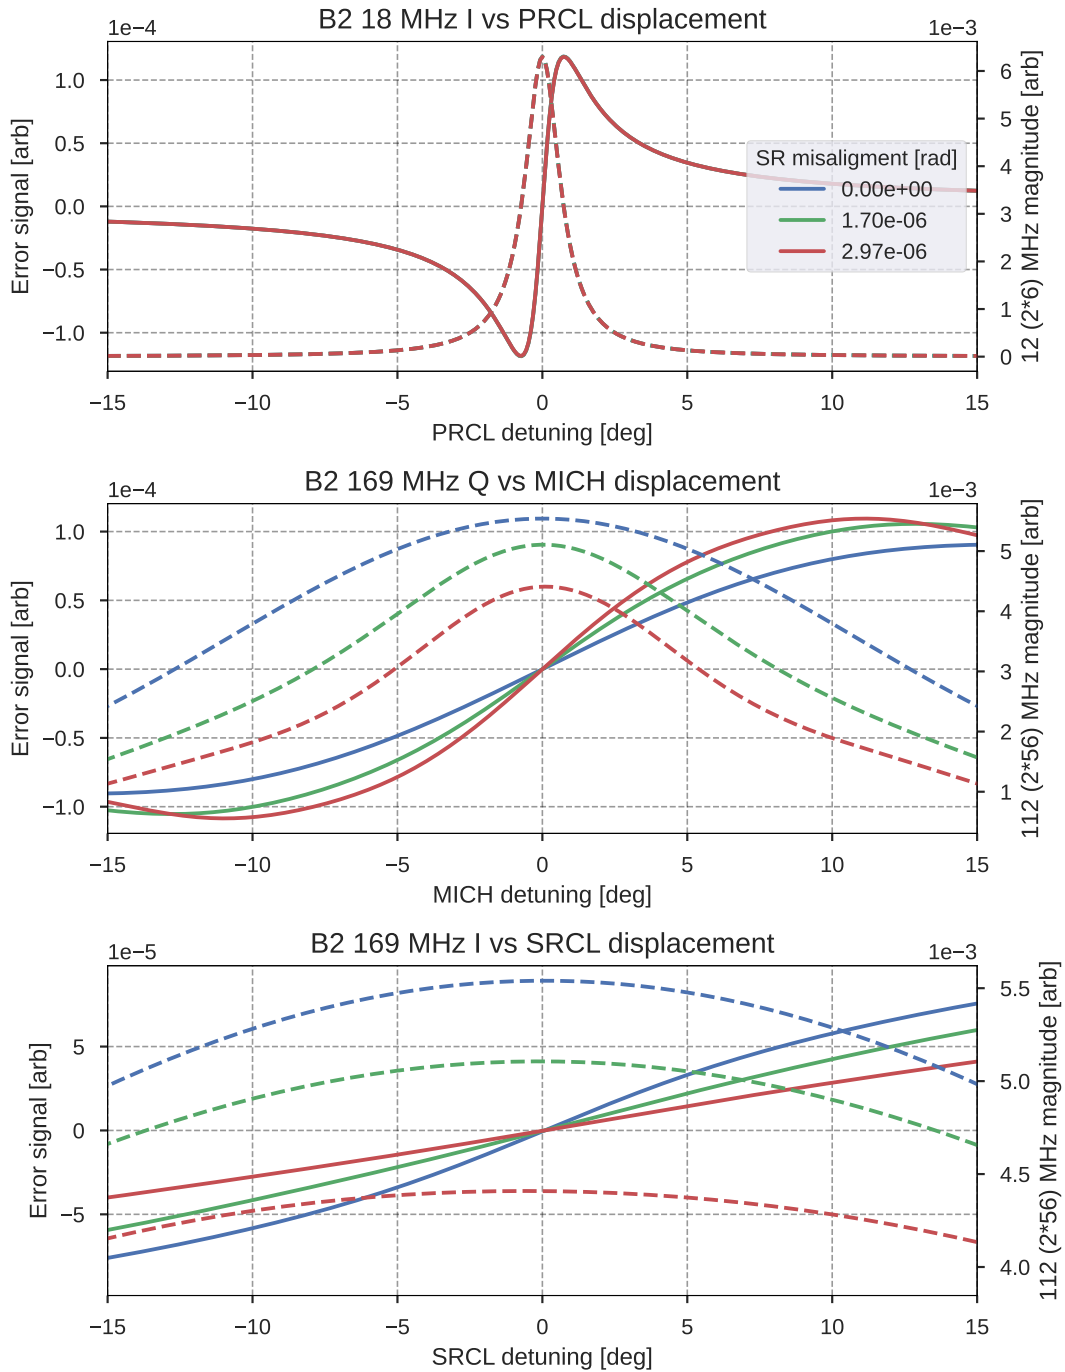 B2 18 MHz I vs PRCL displacement
1e−4
1e−3
1.0
0.5
0.0
−0.5
−1.0
Error signal [arb]
6
5
4
3
2
1
0
12 (2*6) MHz magnitude [arb]
SR misaligment [rad]
0.00e+00
1.70e-06
2.97e-06
−15 −10 −5 0 5 10 15
PRCL detuning [deg]
B2 169 MHz Q vs MICH displacement
1e−4
1e−3
1.0
0.5
0.0
−0.5
−1.0
Error signal [arb]
5
4
3
2
1
112 (2*56) MHz magnitude [arb]
−15 −10 −5 0 5 10 15
MICH detuning [deg]
B2 169 MHz I vs SRCL displacement
1e−5
1e−3
5
0
−5
Error signal [arb]
5.5
5.0
4.5
4.0
112 (2*56) MHz magnitude [arb]
−15 −10 −5 0 5 10 15
SRCL detuning [deg]